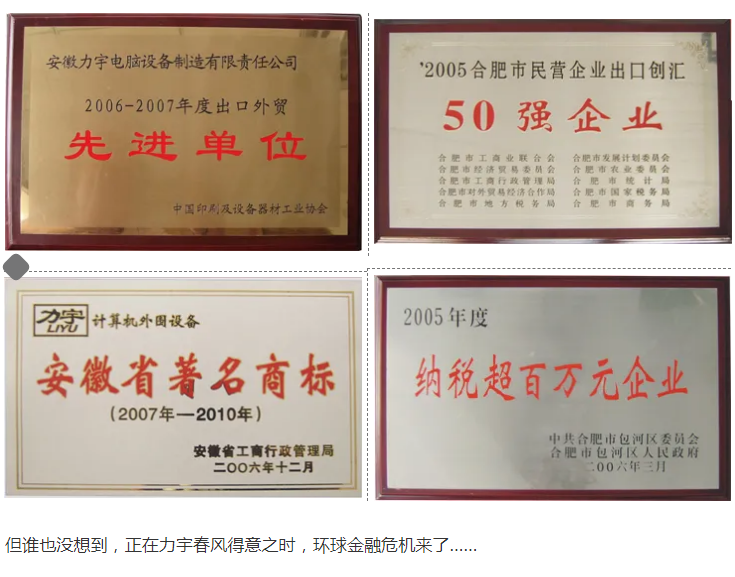 安徽力宇电脑设备制造有限责任公司
2006-2007年度出口外贸
先进单位
中国印刷及设备器材工业协会
'2005合肥市民营企业出口创汇
50强企业
合肥市工商业联合会 合肥市发展计划委员会
合肥市经济贸易委员会 合肥市农业委员会
合肥市工商行政管理局 合肥市统计局
合肥市对外贸易经济合作局 合肥市国家税务局
合肥市地方税务局 合肥市商务局
力宇
LIYU
计算机外围设备
安徽省著名商标
(2007年—2010年)
安徽省工商行政管理局
二〇〇六年十二月
2005年度
纳税超百万元企业
中共合肥市包河区委员会
合肥市包河区人民政府
二〇〇六年三月
但谁也没想到，正在力宇春风得意之时，环球金融危机来了......